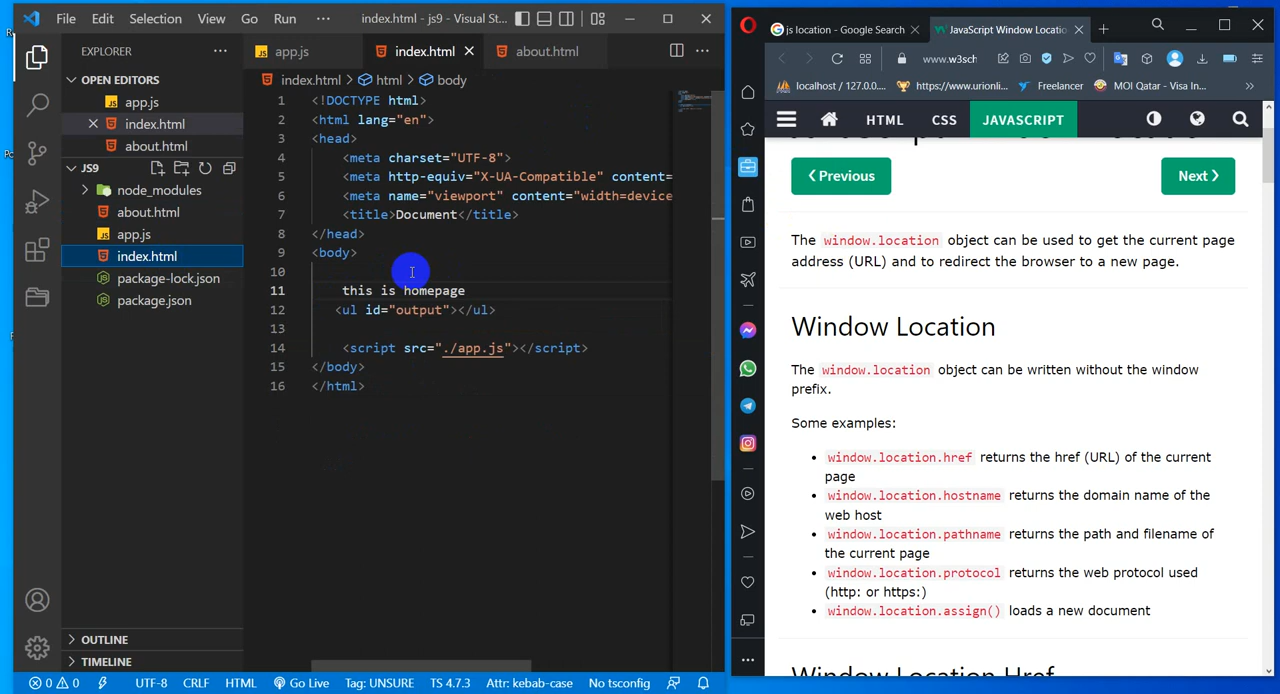 File Edit Selection View Go Run ··· index.html - js9 - Visual St...
EXPLORER ···
OPEN EDITORS
app.js
index.html
about.html
JS9
node_modules
about.html
app.js
index.html
package-lock.json
package.json
OUTLINE
TIMELINE
app.js index.html about.html ···
index.html > html > body
1 <!DOCTYPE html>
2 <html lang="en">
3 <head>
4 <meta charset="UTF-8">
5 <meta http-equiv="X-UA-Compatible" content=
6 <meta name="viewport" content="width=device
7 <title>Document</title>
8 </head>
9 <body>
10
11 this is homepage
12 <ul id="output"></ul>
13
14 <script src="./app.js"></script>
15 </body>
16 </html>
0 0 UTF-8 CRLF HTML Go Live Tag: UNSURE TS 4.7.3 Attr: kebab-case No tsconfig
js location - Google Search JavaScript Window Locatio
www.w3sch
localhost / 127.0.0.... https://www.urionli... Freelancer MOI Qatar - Visa In...
HTML CSS JAVASCRIPT
Previous Next
The window.location object can be used to get the current page
address (URL) and to redirect the browser to a new page.
Window Location
The window.location object can be written without the window
prefix.
Some examples:
window.location.href returns the href (URL) of the current
page
window.location.hostname returns the domain name of the
web host
window.location.pathname returns the path and filename of
the current page
window.location.protocol returns the web protocol used
(http: or https:)
window.location.assign() loads a new document
Window Location Href